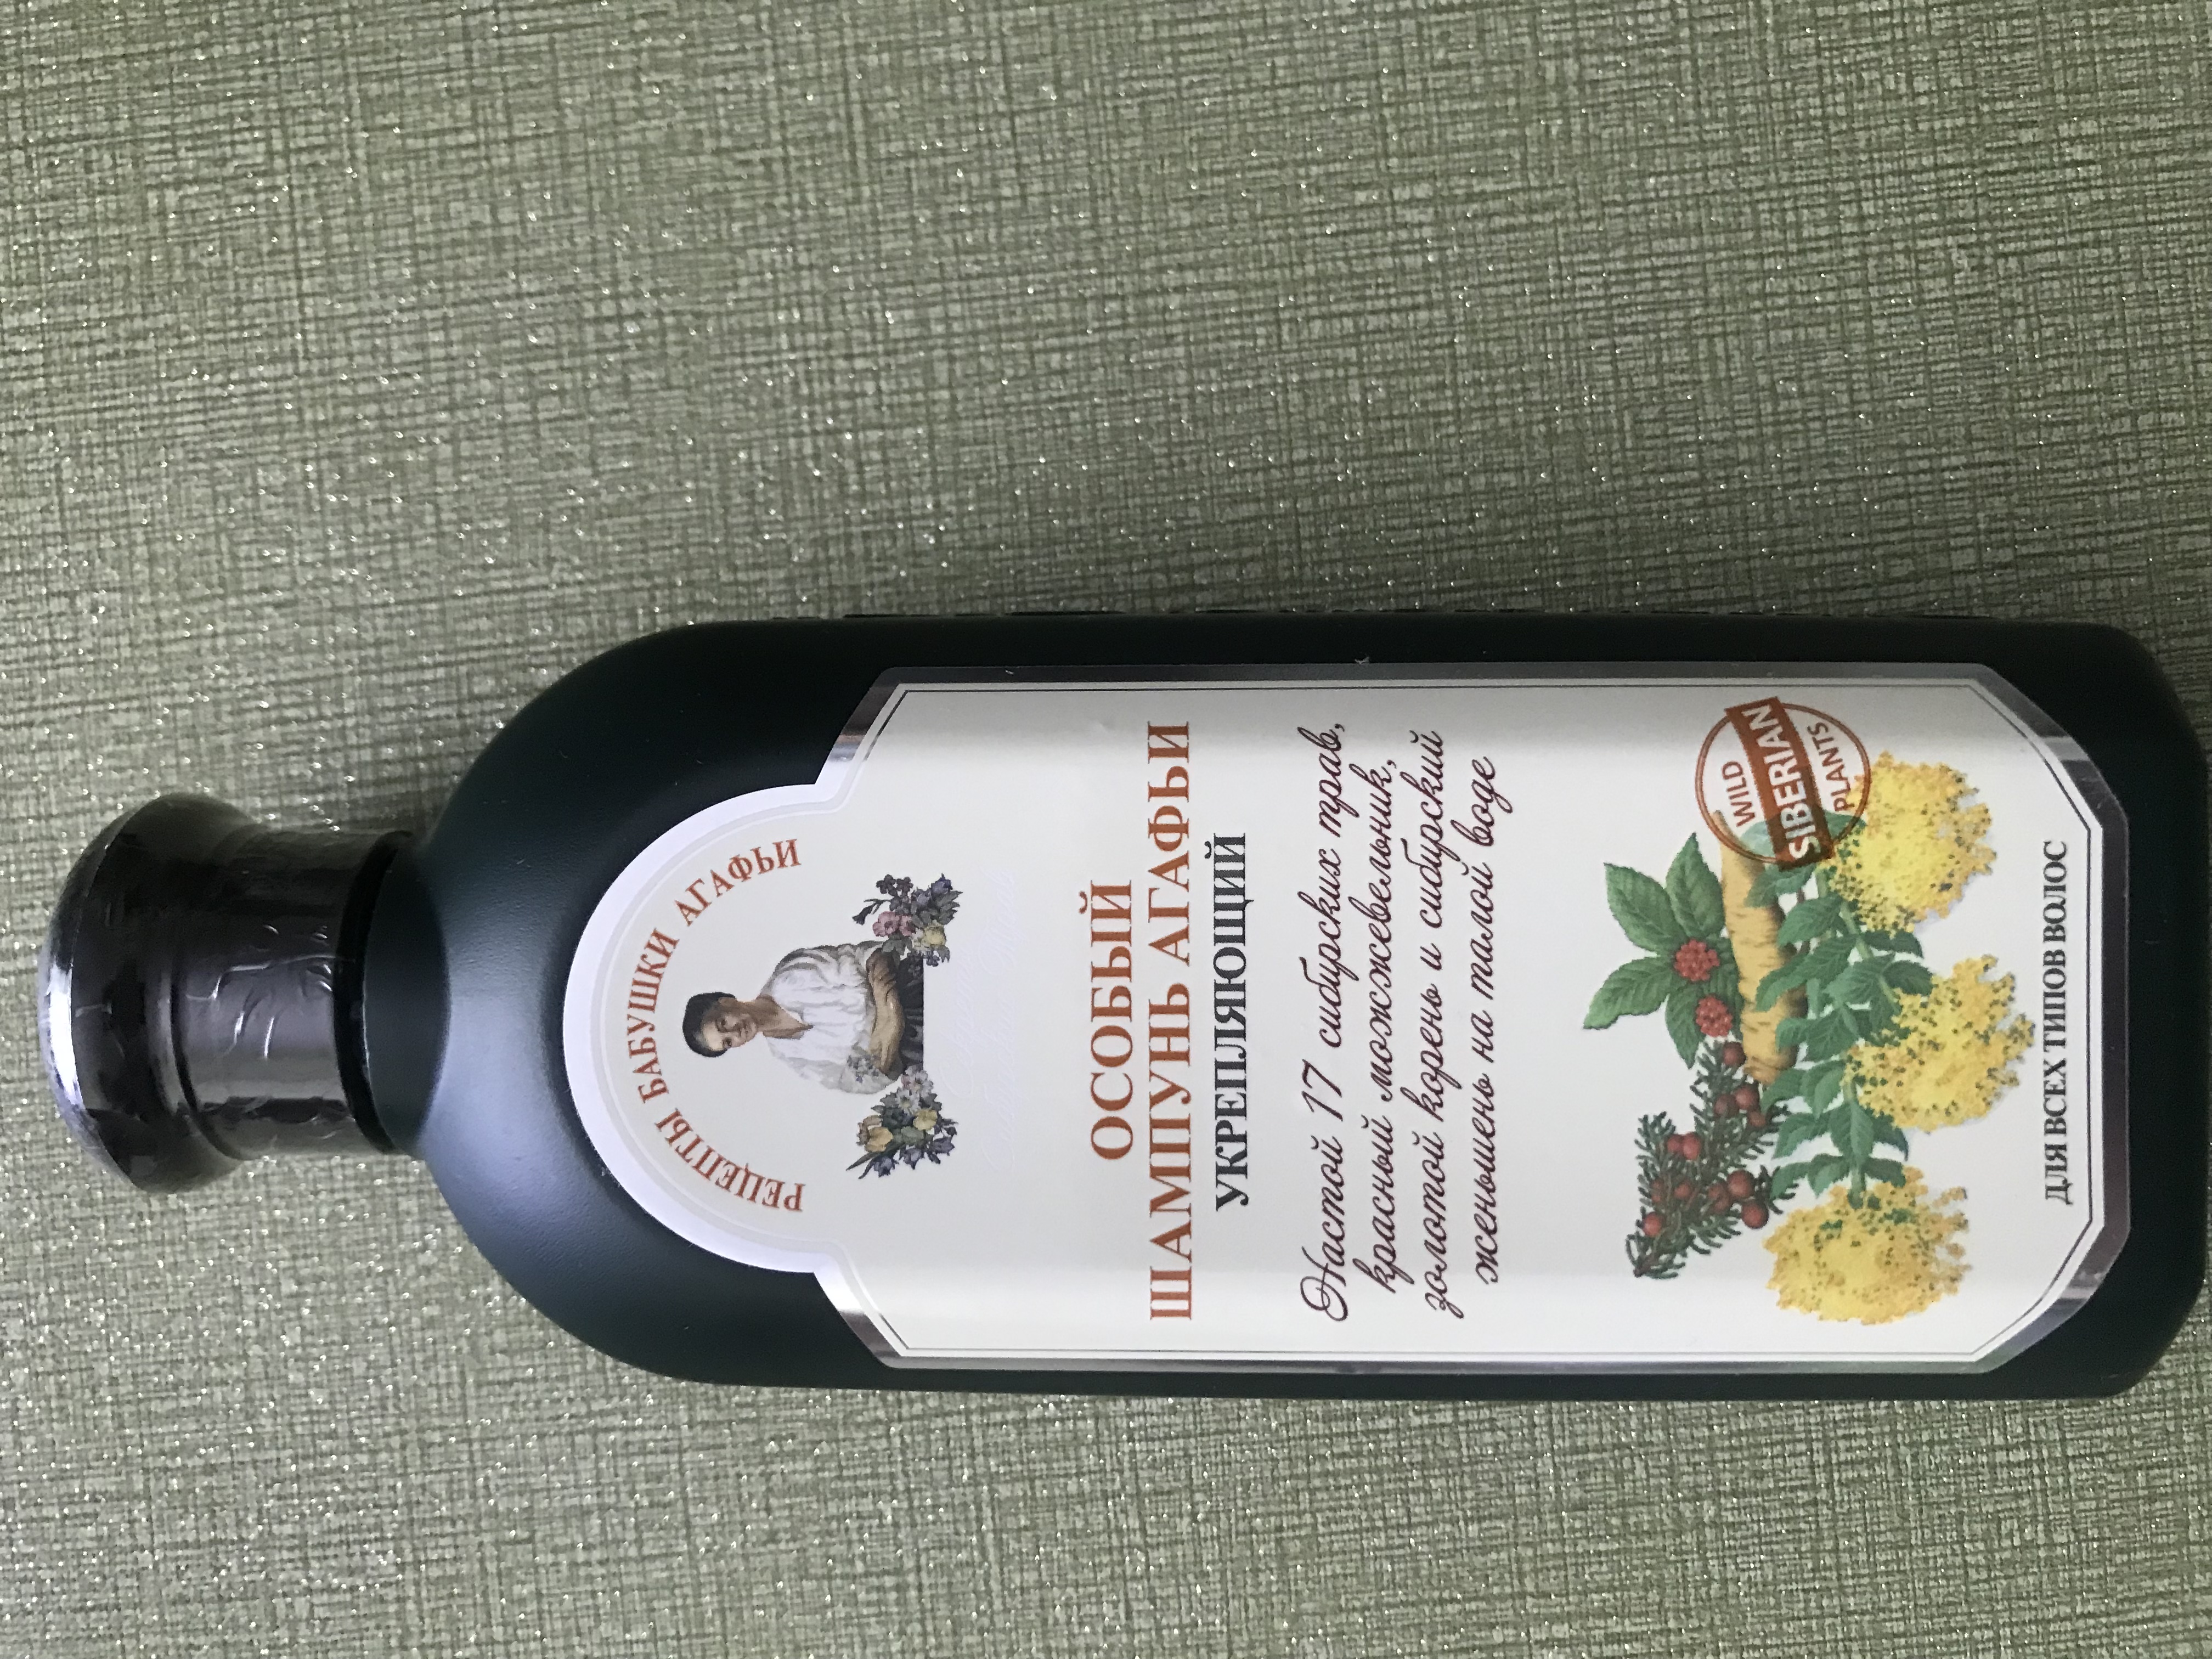 РЕЦЕПТЫ БАБУШКИ АГАФЬИ
ОСОБЫЙ
ШАМПУНЬ АГАФЬИ
УКРЕПЛЯЮЩИЙ
Настой 17 сибирских трав,
красный можжевельник,
золотой корень и сибирский
женьшень на талой воде
WILD
SIBERIAN
PLANTS
ДЛЯ ВСЕХ ТИПОВ ВОЛОС